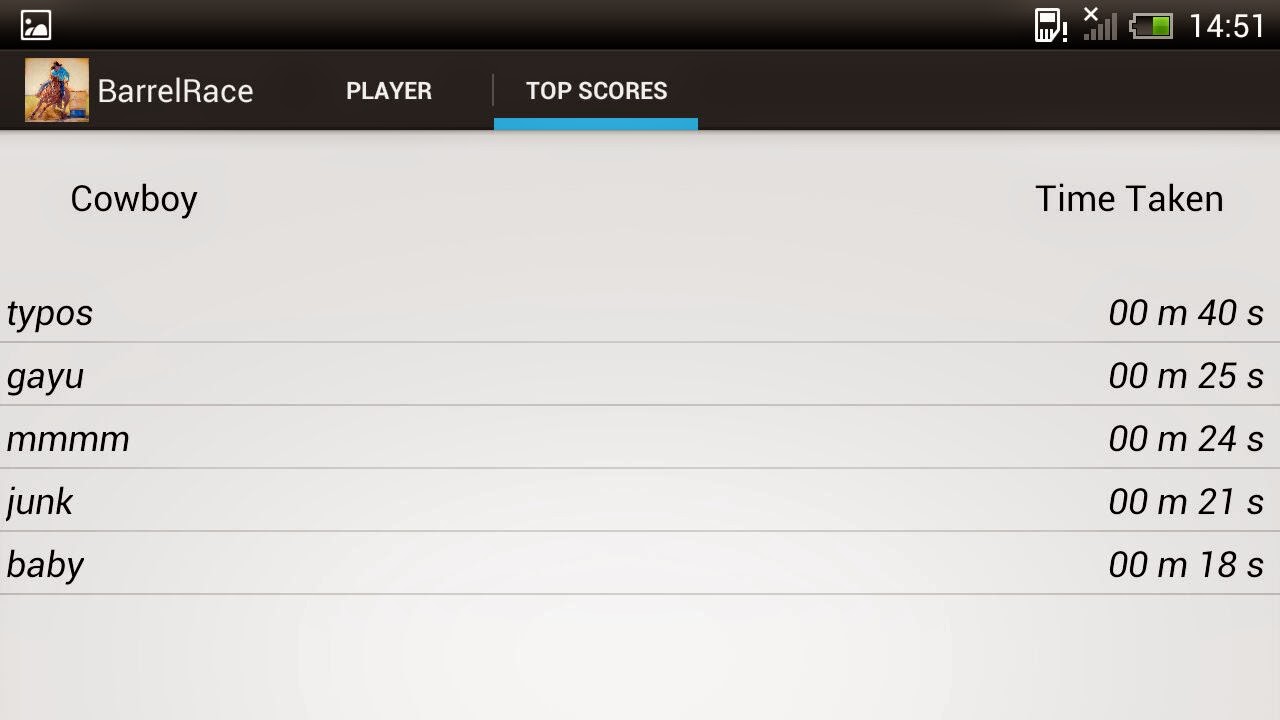 14:51
BarrelRace PLAYER TOP SCORES
Cowboy Time Taken
typos 00 m 40 s
gayu 00 m 25 s
mmmm 00 m 24 s
junk 00 m 21 s
baby 00 m 18 s